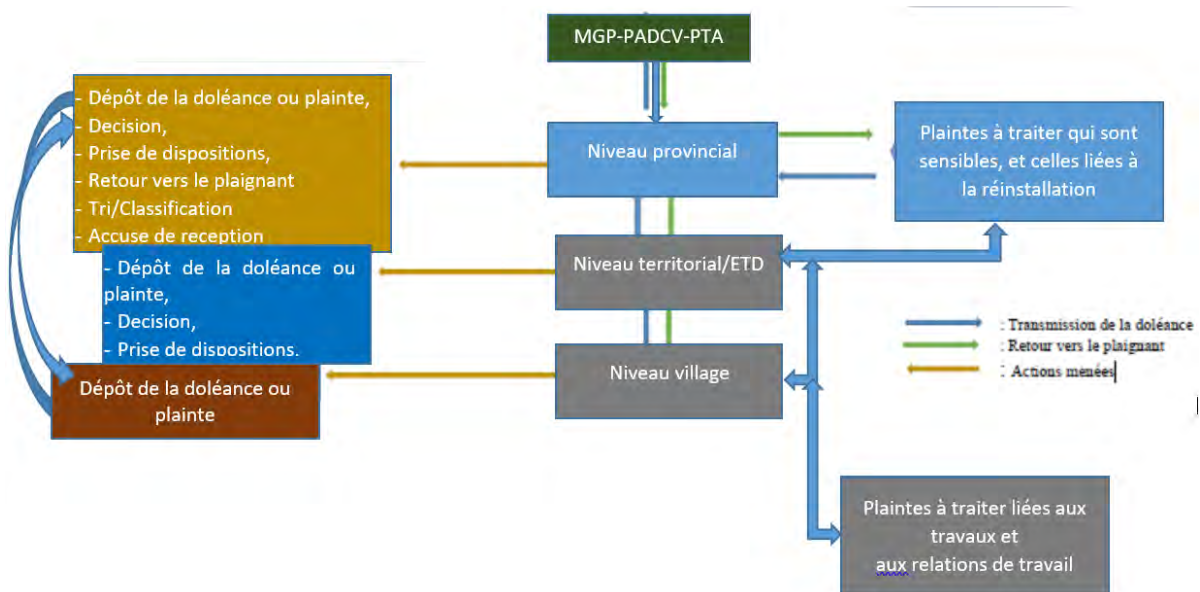 MGP-PADCV-PTA
- Dépôt de la doléance ou plainte,
- Decision,
- Prise de dispositions,
- Retour vers le plaignant
- Tri/Classification
- Accuse de reception
Niveau provincial
Plaintes à traiter qui sont
sensibles, et celles liées à
la réinstallation
- Dépôt de la doléance ou
plainte,
- Decision,
- Prise de dispositions.
Niveau territorial/ETD
: Transmission de la doléance
: Retour vers le plaignant
: Actions menées
Dépôt de la doléance ou
plainte
Niveau village
Plaintes à traiter liées aux
travaux et
aux relations de travail